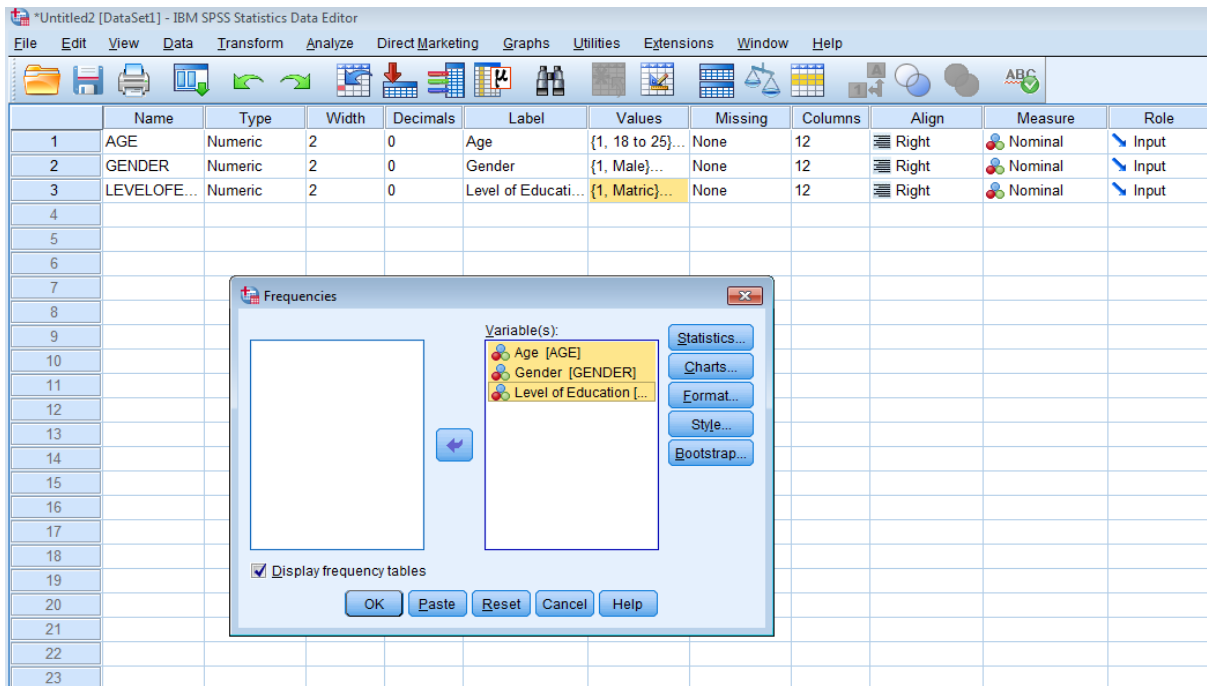 *Untitled2 [DataSet1] - IBM SPSS Statistics Data Editor
File Edit View Data Transform Analyze Direct Marketing Graphs Utilities Extensions Window Help
Name Type Width Decimals Label Values Missing Columns Align Measure Role
1 AGE Numeric 2 0 Age {1, 18 to 25}... None 12 Right Nominal Input
2 GENDER Numeric 2 0 Gender {1, Male}... None 12 Right Nominal Input
3 LEVELOFE... Numeric 2 0 Level of Educati... {1, Matric}... None 12 Right Nominal Input
4
5
6
7
8
9
10
11
12
13
14
15
16
17
18
19
20
21
22
23
Frequencies
Variable(s):
Age [AGE]
Gender [GENDER]
Level of Education [...
Statistics...
Charts...
Format...
Style...
Bootstrap...
Display frequency tables
OK Paste Reset Cancel Help